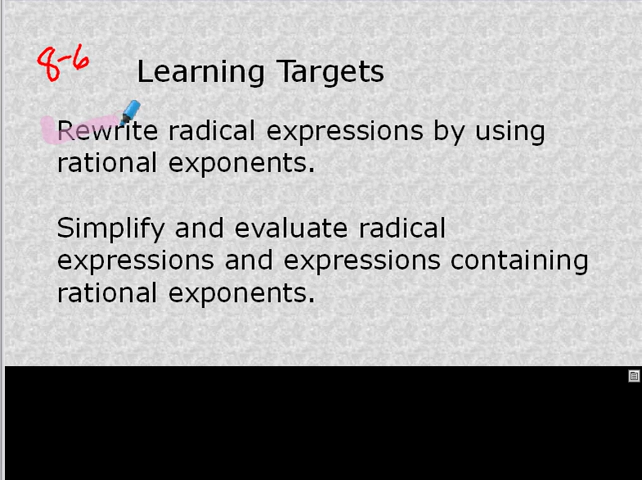 8-6
Learning Targets
Rewrite radical expressions by using
rational exponents.
Simplify and evaluate radical
expressions and expressions containing
rational exponents.